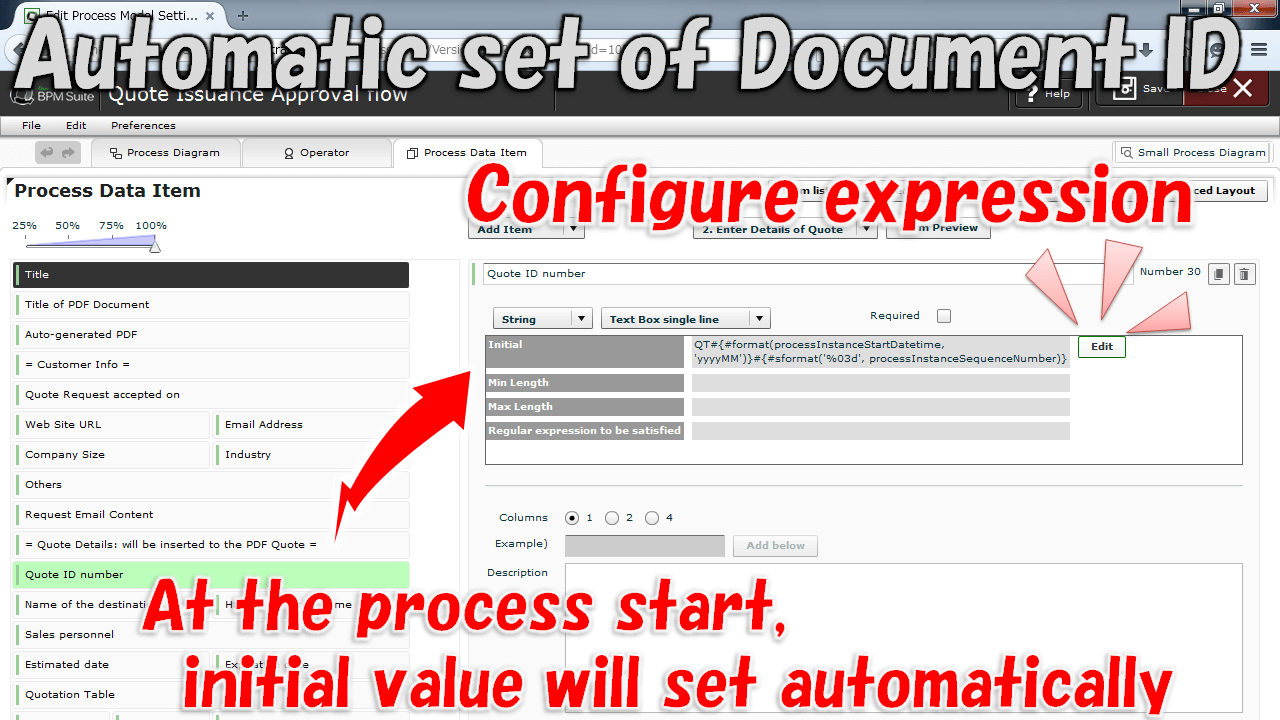 Edit Process Model Setti...
Automatic set of Document ID
BPM Suite
Quote Issuance Approval flow
Help
Save
File Edit Preferences
Process Diagram Operator Process Data Item
Small Process Diagram
Process Data Item
Configure expression
Layout
25% 50% 75% 100%
Add Item
2. Enter Details of Quote
Preview
Title
Quote ID number
Number 30
Title of PDF Document
Auto-generated PDF
String
Text Box single line
Required
= Customer Info =
Initial
QT#{#format(processInstanceStartDatetime,
'yyyyMM')}#{#sformat('%03d', processInstanceSequenceNumber)}
Edit
Min Length
Max Length
Regular expression to be satisfied
Quote Request accepted on
Web Site URL Email Address
Company Size Industry
Others
Request Email Content
= Quote Details: will be inserted to the PDF Quote =
Quote ID number
Columns 1 2 4
Example)
Add below
Description
At the process start,
initial value will set automatically
Name of the
Sales personnel
Estimated date
Quotation Table